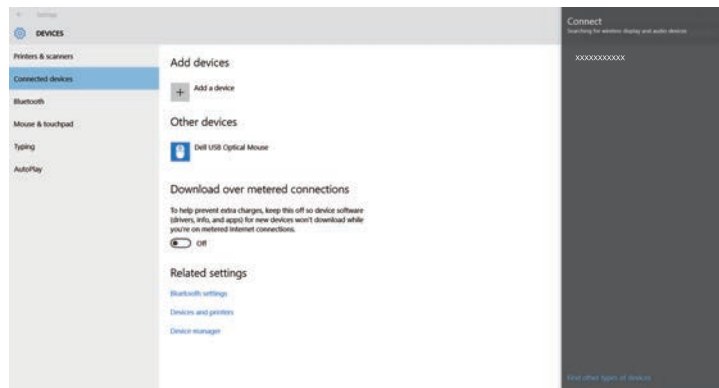 Settings
DEVICES
Printers & scanners
Connected devices
Bluetooth
Mouse & touchpad
Typing
AutoPlay
Add devices
Add a device
Other devices
Dell USB Optical Mouse
Download over metered connections
To help prevent extra charges, keep this off so device software
(drivers, info, and apps) for new devices won't download while
you're on metered Internet connections.
Off
Related settings
Bluetooth settings
Devices and printers
Device manager
Connect
Searching for wireless display and audio devices
xxxxxxxxxxx
Find other types of devices